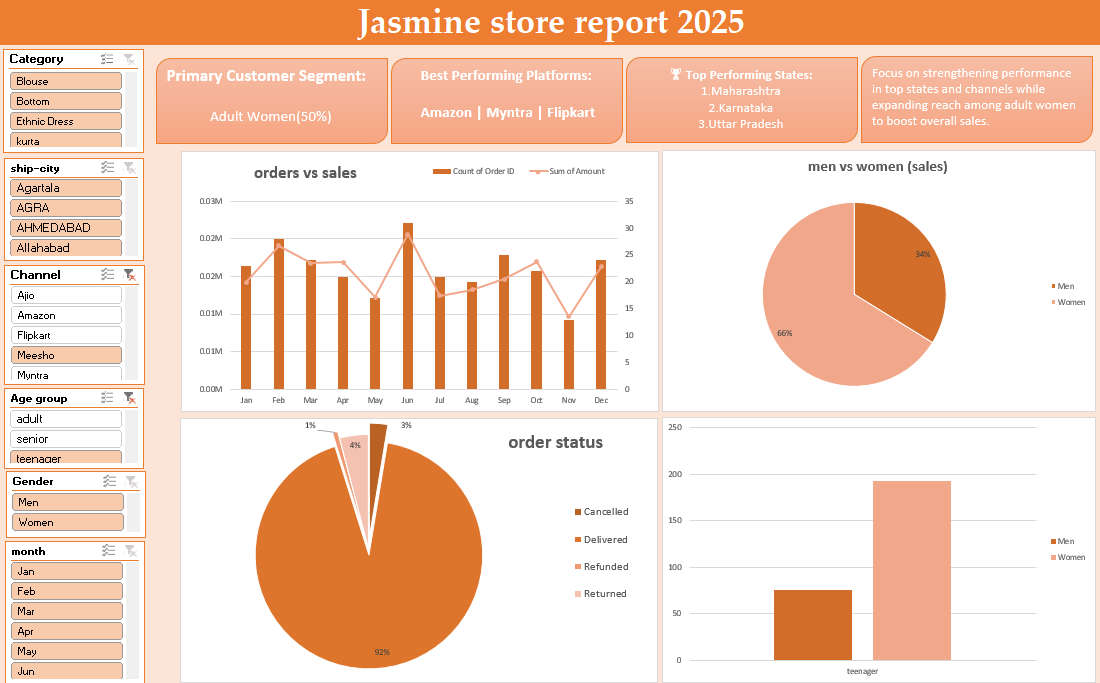 Jasmine store report 2025
Category
Blouse
Bottom
Ethnic Dress
kurta
ship-city
Agartala
AGRA
AHMEDABAD
Allahabad
Channel
Ajio
Amazon
Flipkart
Meesho
Myntra
Age group
adult
senior
teenager
Gender
Men
Women
month
Jan
Feb
Mar
Apr
May
Jun
Primary Customer Segment:
Adult Women(50%)
Best Performing Platforms:
Amazon | Myntra | Flipkart
🏆 Top Performing States:
1.Maharashtra
2.Karnataka
3.Uttar Pradesh
Focus on strengthening performance
in top states and channels while
expanding reach among adult women
to boost overall sales.
orders vs sales
Count of Order ID
Sum of Amount
0.03M
0.02M
0.02M
0.01M
0.01M
0.00M
35
30
25
20
15
10
5
0
Jan Feb Mar Apr May Jun Jul Aug Sep Oct Nov Dec
men vs women (sales)
34%
66%
Men
Women
order status
1%
4%
3%
92%
Cancelled
Delivered
Refunded
Returned
250
200
150
100
50
0
teenager
Men
Women